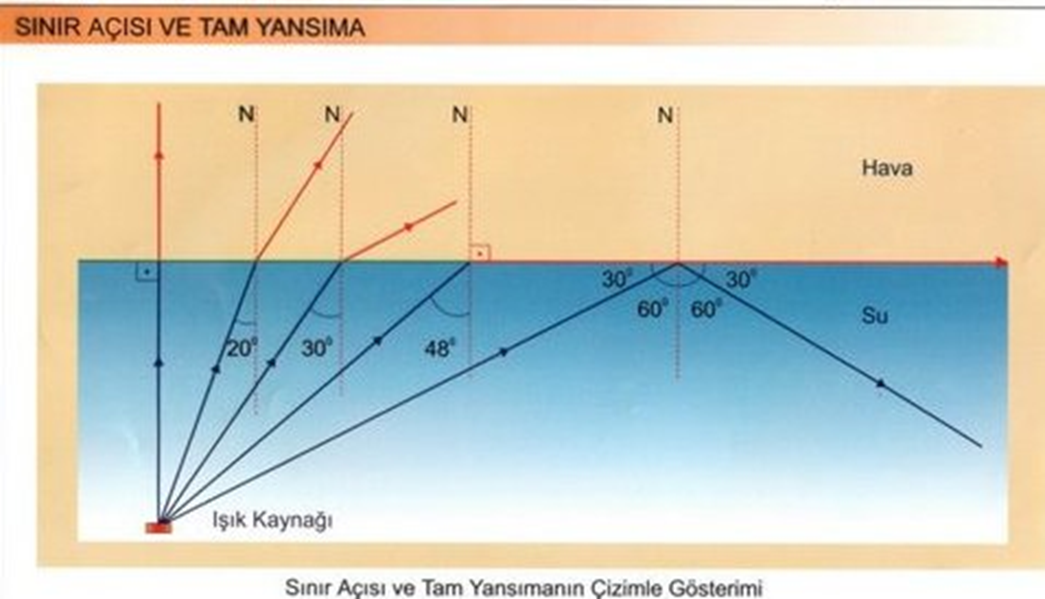 SINIR AÇISI VE TAM YANSIMA
N N N N
Hava
30° 30°
60° 60°
Su
20° 30° 48°
Işık Kaynağı
Sınır Açısı ve Tam Yansımanın Çizimle Gösterimi